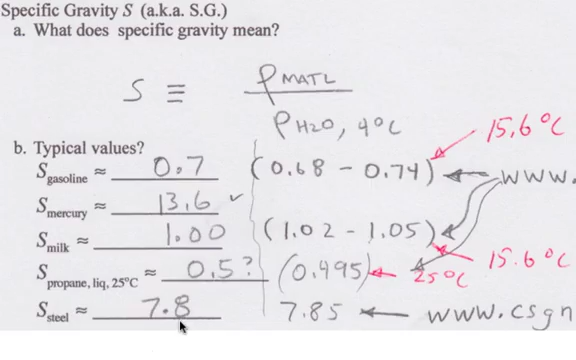 Specific Gravity S (a.k.a. S.G.)
a. What does specific gravity mean?
S ≡ ρMATL / ρH2O, 4°C
15,6°C
b. Typical values?
Sgasoline ≈ 0.7 (0.68 - 0.74) ← www.
Smercury ≈ 13.6 ✓
Smilk ≈ 1.00 (1.02 - 1.05)
15.6°C
Spropane, liq, 25°C ≈ 0.5? (0.495) ← 25°C
Ssteel ≈ 7.8 7.85 ← www.csgn